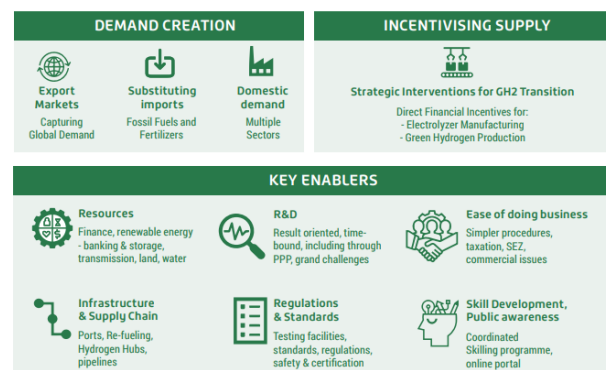 DEMAND CREATION
Export
Markets
Capturing
Global Demand
Substituting
imports
Fossil Fuels and
Fertilizers
Domestic
demand
Multiple
Sectors
INCENTIVISING SUPPLY
Strategic Interventions for GH2 Transition
Direct Financial Incentives for:
- Electrolyzer Manufacturing
- Green Hydrogen Production
KEY ENABLERS
Resources
Finance, renewable energy
- banking & storage,
transmission, land, water
R&D
Result oriented, time-
bound, including through
PPP, grand challenges
Ease of doing business
Simpler procedures,
taxation, SEZ,
commercial issues
Infrastructure
& Supply Chain
Ports, Re-fueling,
Hydrogen Hubs,
pipelines
Regulations
& Standards
Testing facilities,
standards, regulations,
safety & certification
Skill Development,
Public awareness
Coordinated
Skilling programme,
online portal